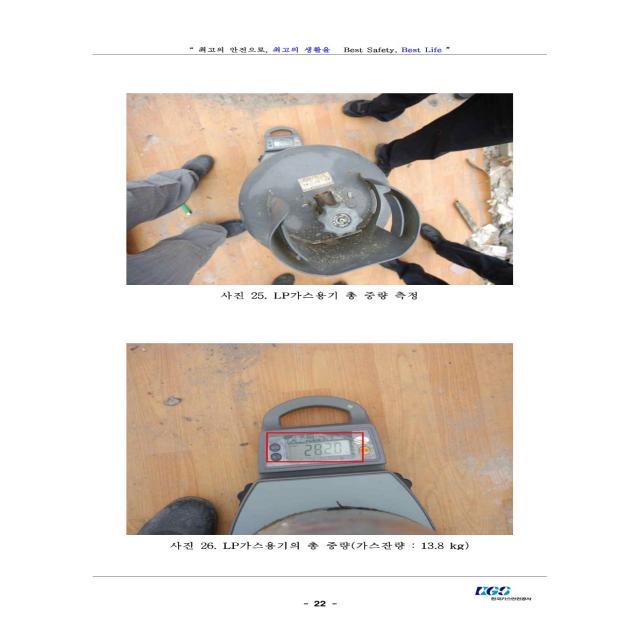 “ 최고의 안전으로, 최고의 생활을 Best Safety, Best Life ”
사진 25. LP가스용기 총 중량 측정
28.20
사진 26. LP가스용기의 총 중량(가스잔량 : 13.8 kg)
KGS
한국가스안전공사
- 22 -